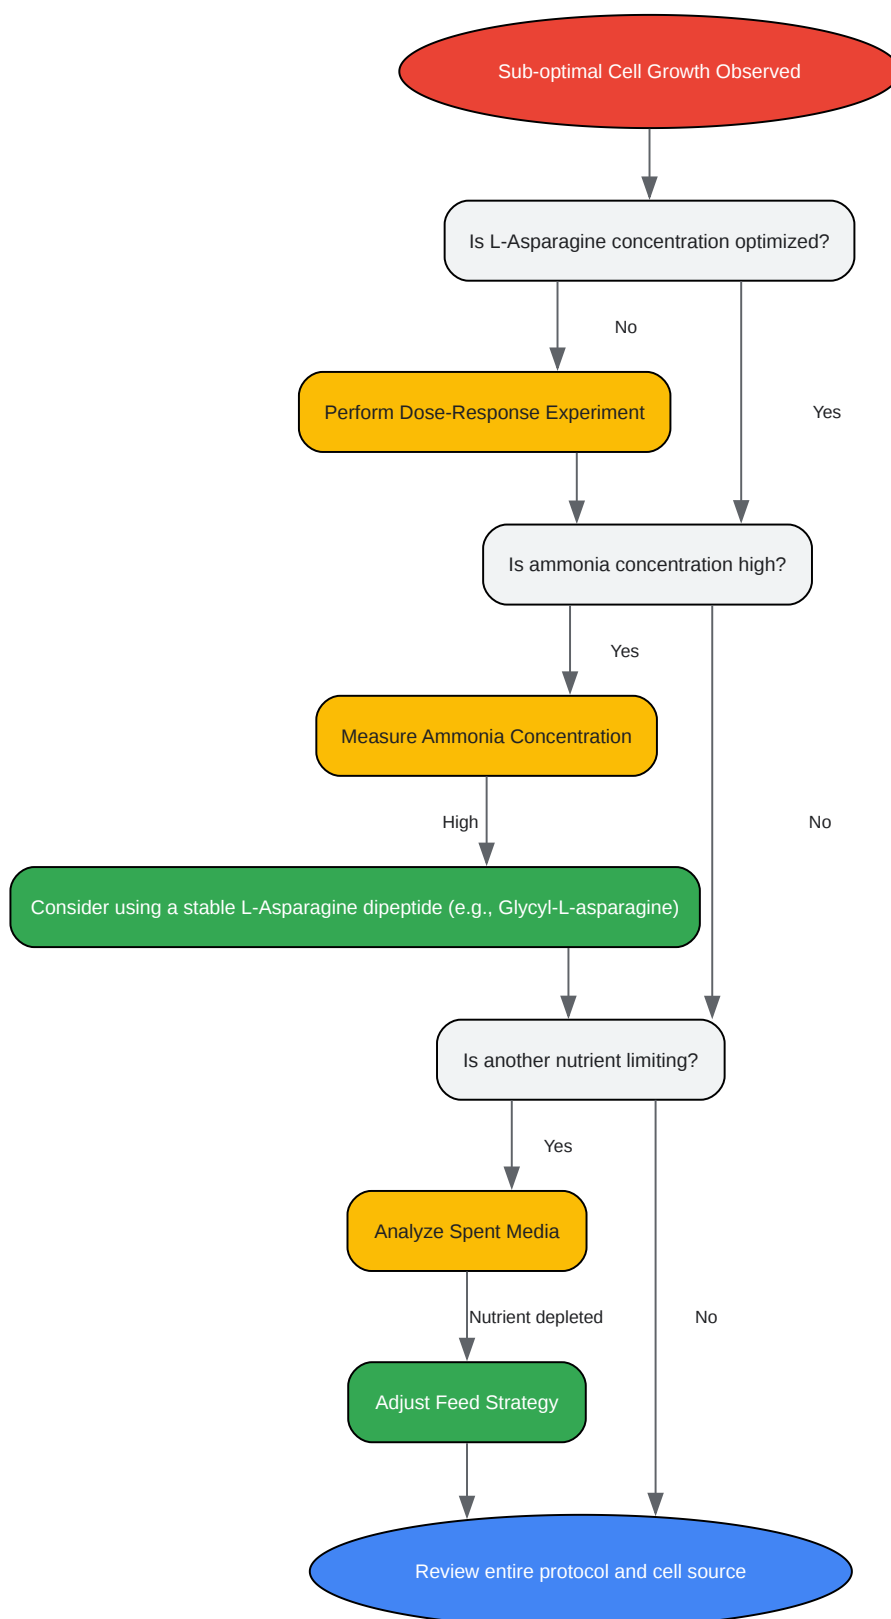 Sub-optimal Cell Growth Observed
Is L-Asparagine concentration optimized?
No
Perform Dose-Response Experiment
Yes
Is ammonia concentration high?
Yes
Measure Ammonia Concentration
High
No
Consider using a stable L-Asparagine dipeptide (e.g., Glycyl-L-asparagine)
Is another nutrient limiting?
Yes
Analyze Spent Media
Nutrient depleted
No
Adjust Feed Strategy
Review entire protocol and cell source